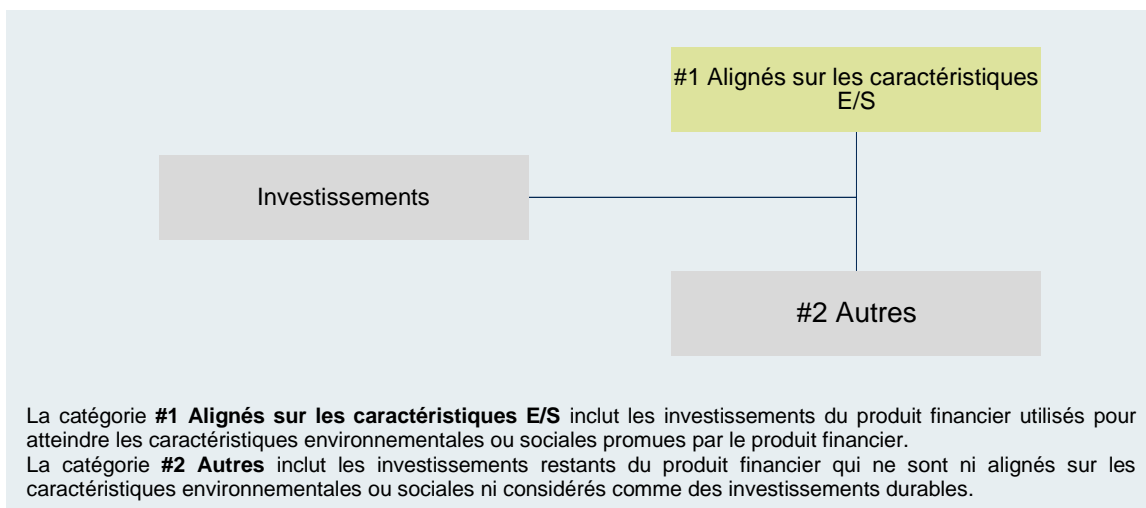 #1 Alignés sur les caractéristiques
E/S
Investissements
#2 Autres
La catégorie #1 Alignés sur les caractéristiques E/S inclut les investissements du produit financier utilisés pour
atteindre les caractéristiques environnementales ou sociales promues par le produit financier.
La catégorie #2 Autres inclut les investissements restants du produit financier qui ne sont ni alignés sur les
caractéristiques environnementales ou sociales ni considérés comme des investissements durables.